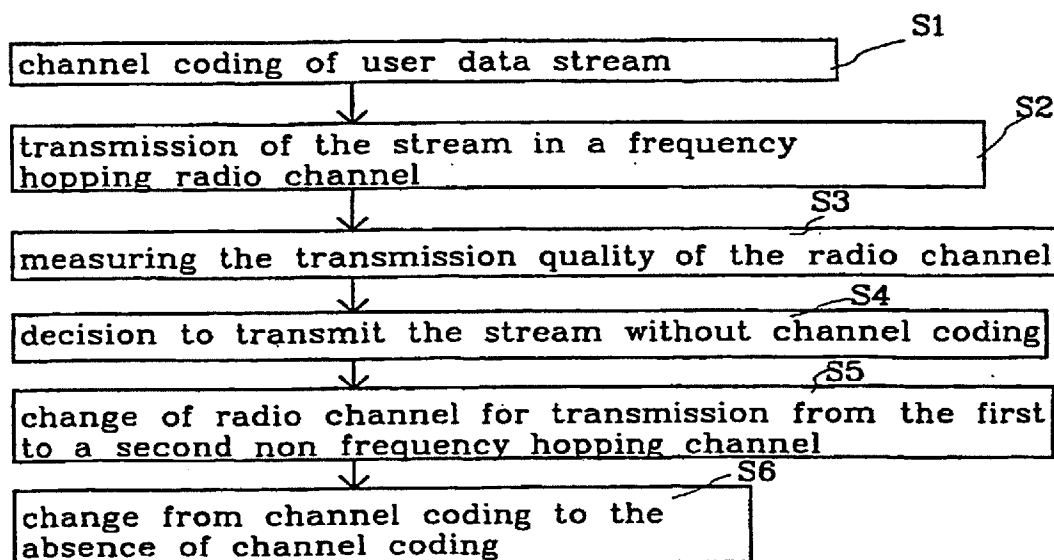 S1
channel coding of user data stream
S2
transmission of the stream in a frequency
hopping radio channel
S3
measuring the transmission quality of the radio channel
S4
decision to transmit the stream without channel coding
S5
change of radio channel for transmission from the first
to a second non frequency hopping channel
S6
change from channel coding to the
absence of channel coding